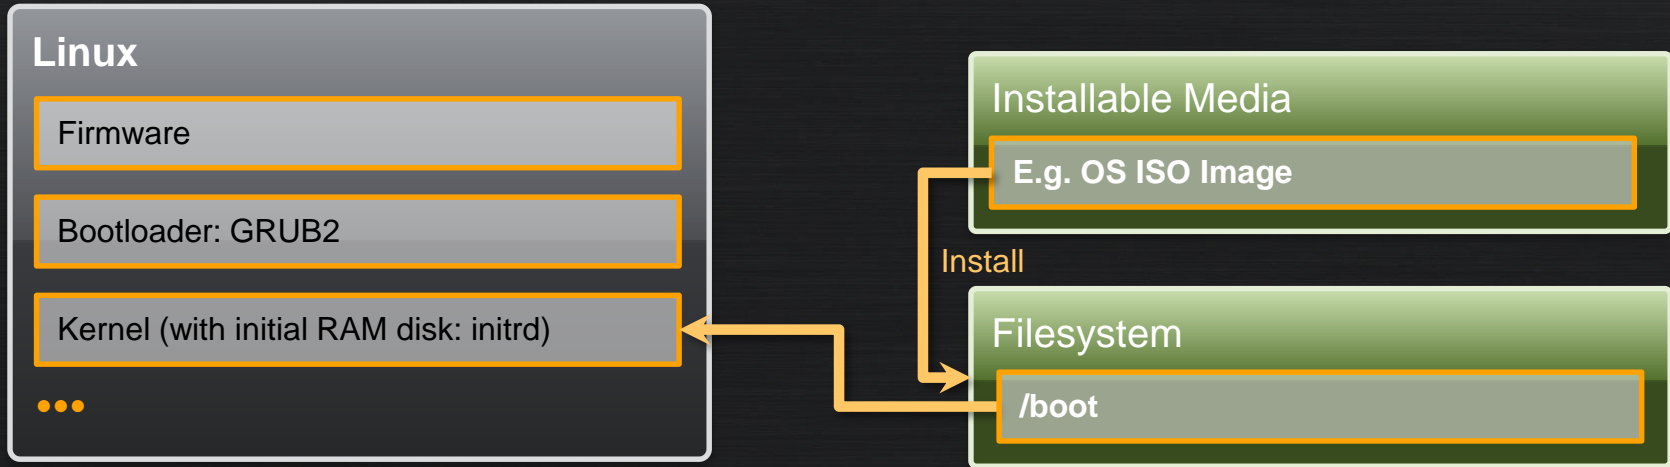 Linux
Firmware
Bootloader: GRUB2
Kernel (with initial RAM disk: initrd)
•••
Installable Media
E.g. OS ISO Image
Install
Filesystem
/boot